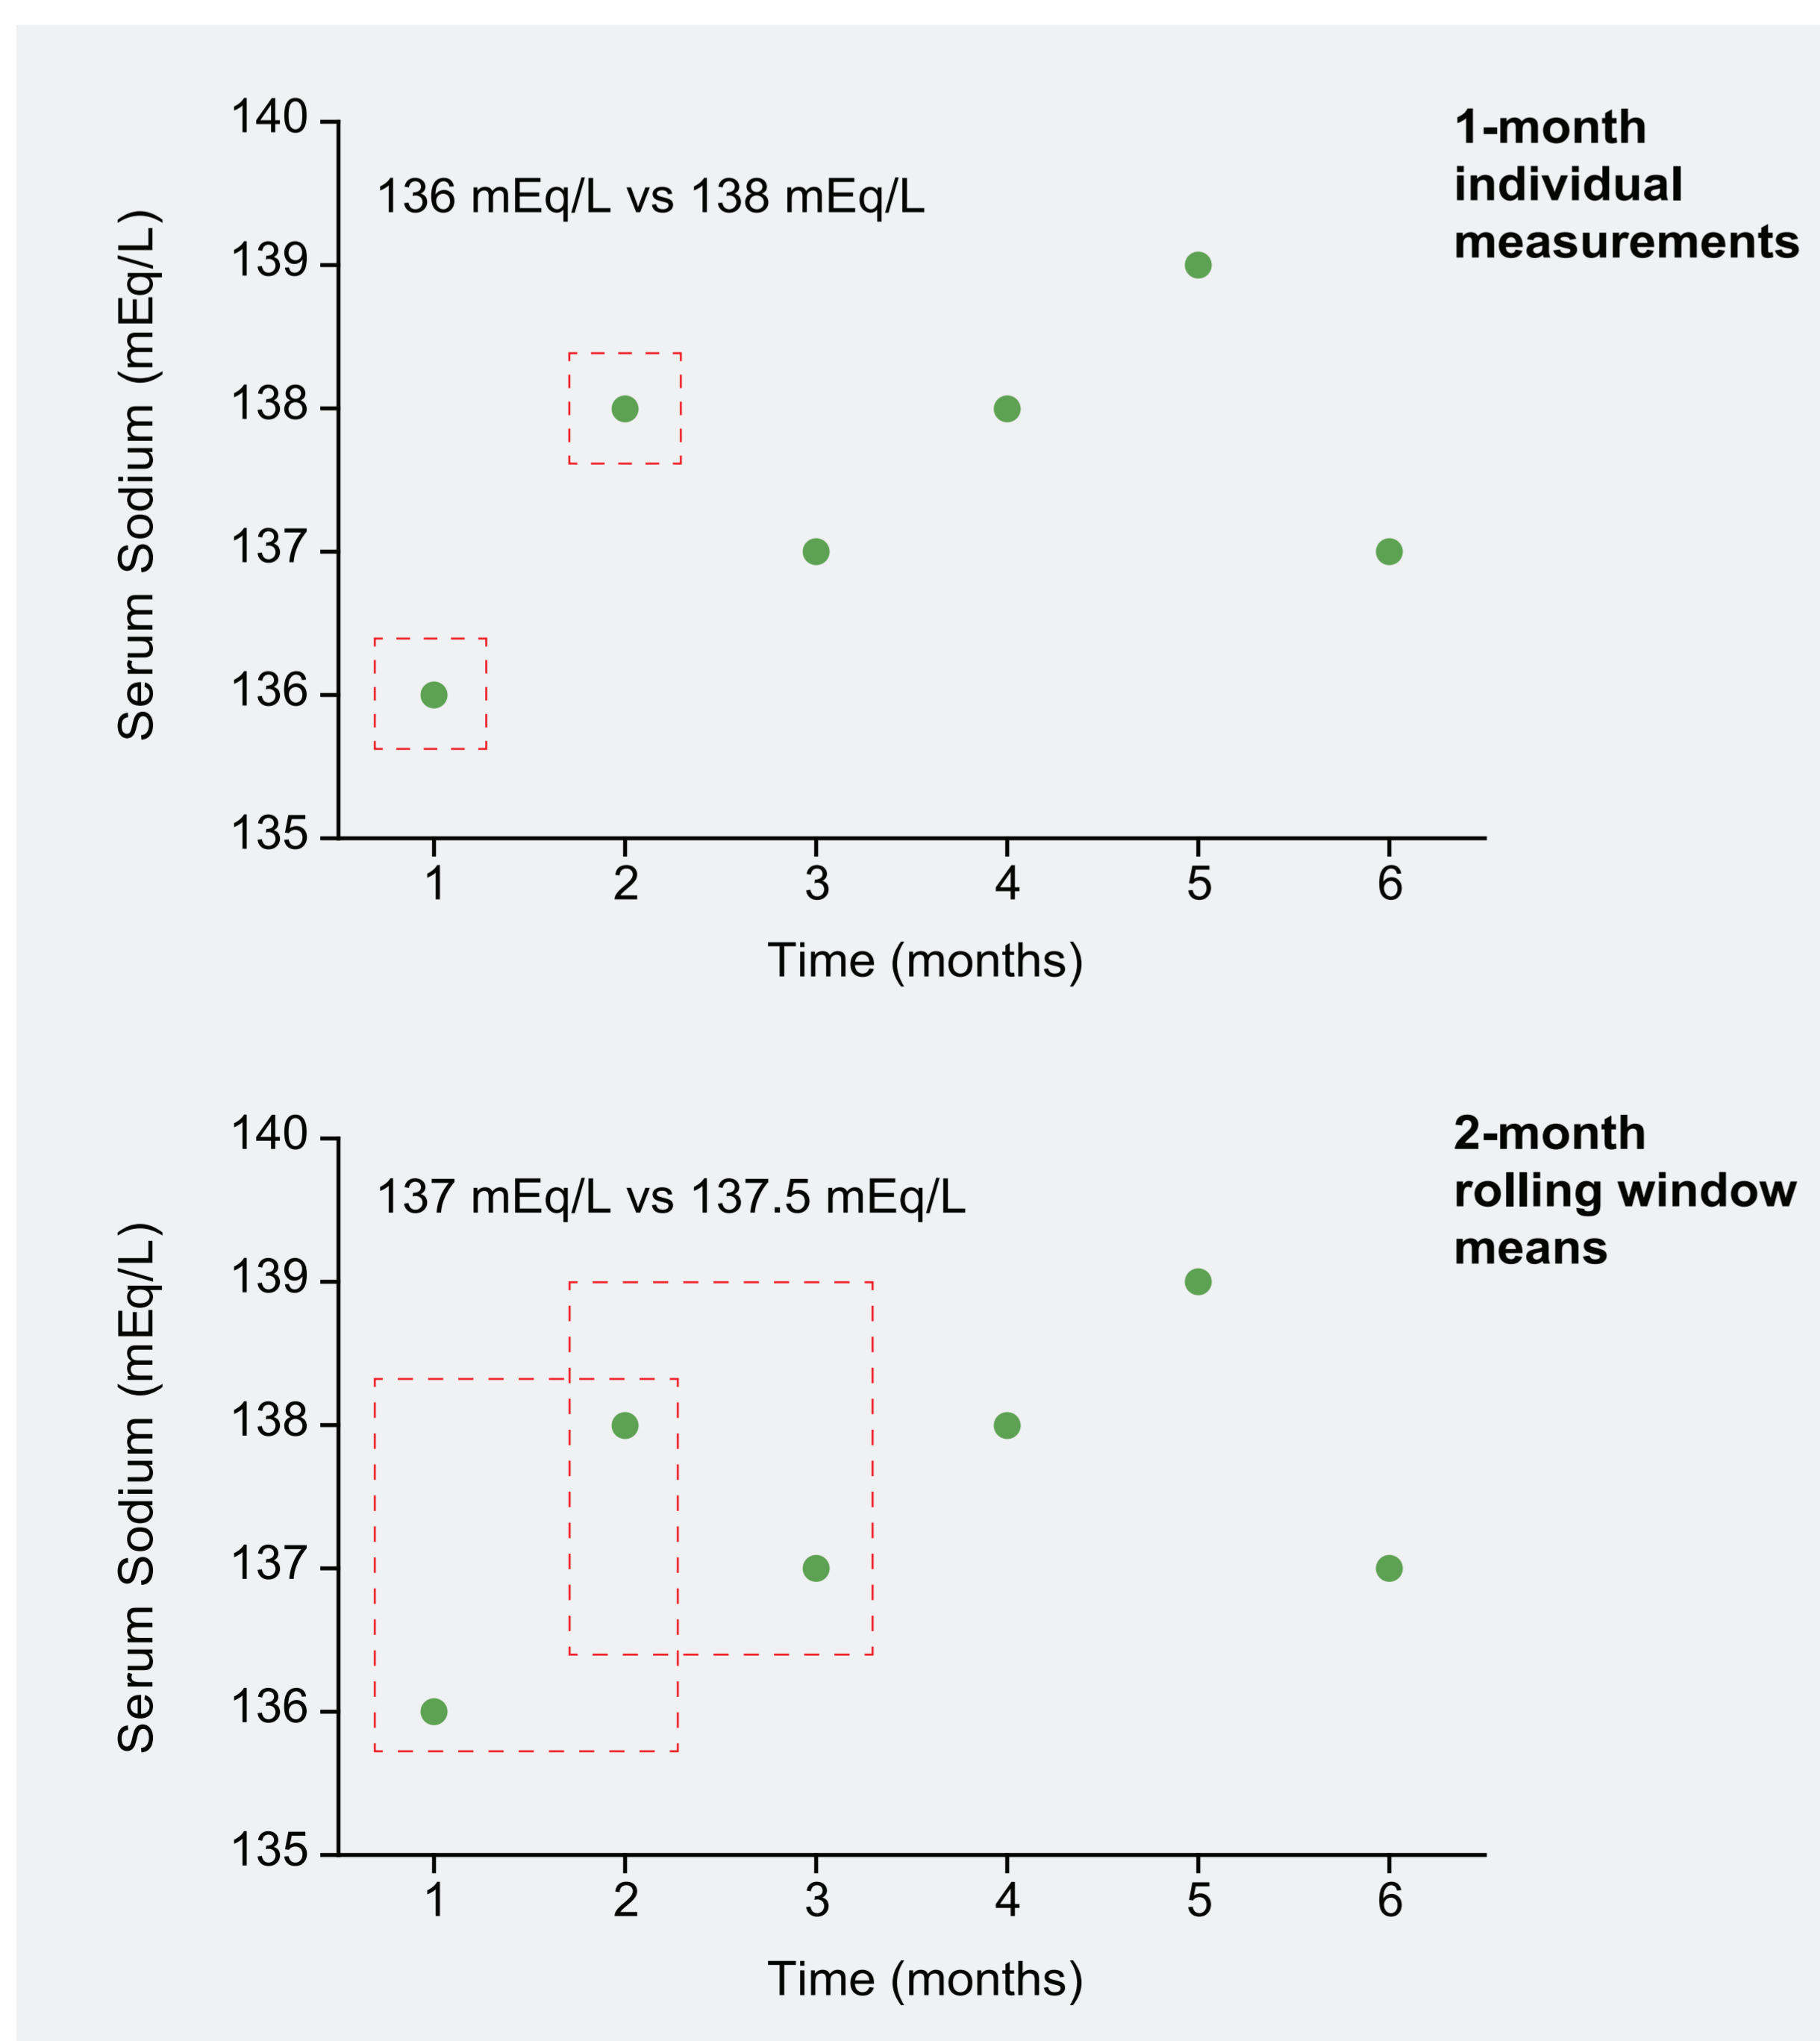 140
139
138
137
136
135
Serum Sodium (mEq/L)
136 mEq/L vs 138 mEq/L
1-month
individual
measurements
1 2 3 4 5 6
Time (months)
140
139
138
137
136
135
Serum Sodium (mEq/L)
137 mEq/L vs 137.5 mEq/L
2-month
rolling window
means
1 2 3 4 5 6
Time (months)